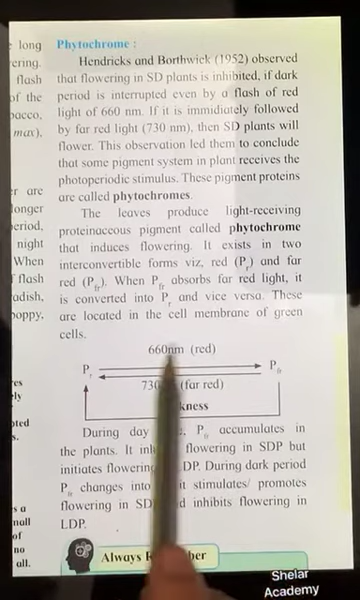 long
ering.
flash
of the
bacco,
max).
er are
longer
period,
night
When
flash
adish,
poppy,
res
ely
oted
s.
s a
mall
of
no
all.
Phytochrome :
Hendricks and Borthwick (1952) observed
that flowering in SD plants is inhibited, if dark
period is interrupted even by a flash of red
light of 660 nm. If it is immidiately followed
by far red light (730 nm), then SD plants will
flower. This observation led them to conclude
that some pigment system in plant receives the
photoperiodic stimulus. These pigment proteins
are called phytochromes.
The leaves produce light-receiving
proteinaceous pigment called phytochrome
that induces flowering. It exists in two
interconvertible forms viz, red (Pr) and far
red (Pfr). When Pfr absorbs far red light, it
is converted into Pr and vice versa. These
are located in the cell membrane of green
cells.
660nm (red)
Pr Pfr
730 (far red)
kness
During day , Pfr accumulates in
the plants. It inh flowering in SDP but
initiates flowering DP. During dark period
Pfr changes into it stimulates/ promotes
flowering in SD d inhibits flowering in
LDP.
Always R ber
Shelar
Academy